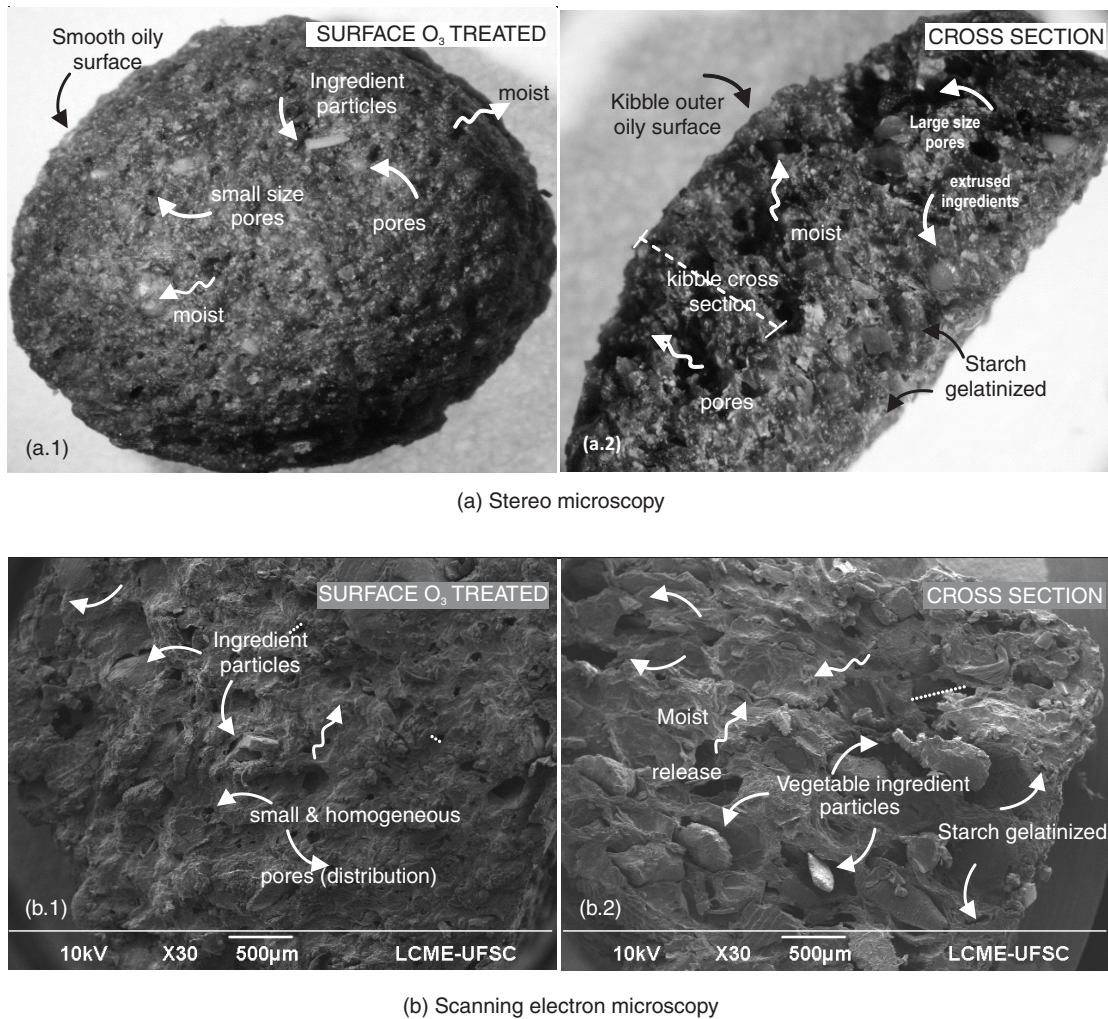 Smooth oily
surface
SURFACE O₃ TREATED
Ingredient
particles
moist
small size
pores
pores
moist
(a.1)
CROSS SECTION
Kibble outer
oily surface
Large size
pores
extrused
ingredients
moist
kibble cross
section
Starch
gelatinized
pores
(a.2)
(a) Stereo microscopy
SURFACE O₃ TREATED
Ingredient
particles
small & homogeneous
pores (distribution)
(b.1)
10kV X30 500µm LCME-UFSC
CROSS SECTION
Moist
release
Vegetable ingredient
particles
Starch gelatinized
(b.2)
10kV X30 500µm LCME-UFSC
(b) Scanning electron microscopy